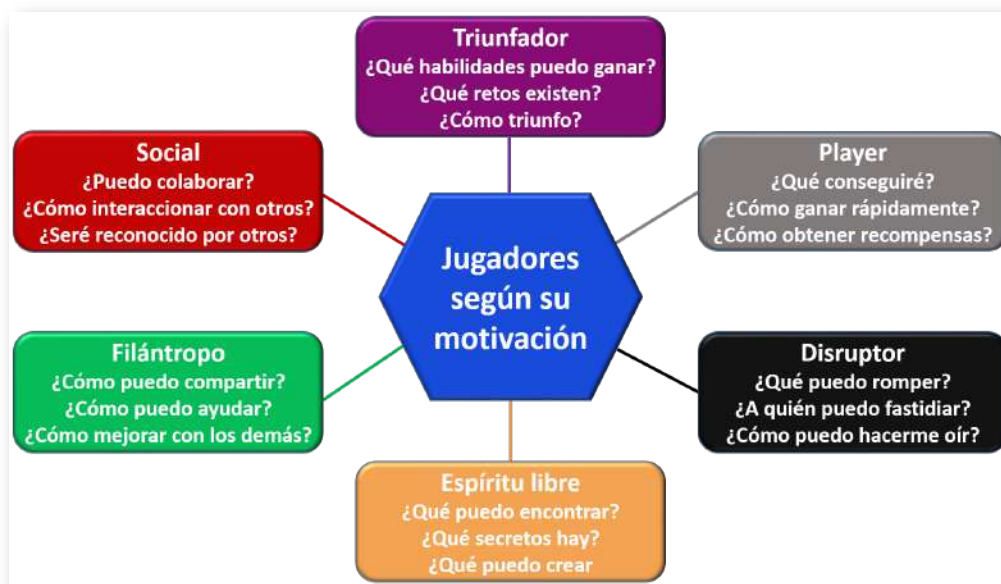 Triunfador
¿Qué habilidades puedo ganar?
¿Qué retos existen?
¿Cómo triunfo?
Social
¿Puedo colaborar?
¿Cómo interaccionar con otros?
¿Seré reconocido por otros?
Player
¿Qué conseguiré?
¿Cómo ganar rápidamente?
¿Cómo obtener recompensas?
Jugadores
según su
motivación
Filántropo
¿Cómo puedo compartir?
¿Cómo puedo ayudar?
¿Cómo mejorar con los demás?
Disruptor
¿Qué puedo romper?
¿A quién puedo fastidiar?
¿Cómo puedo hacerme oír?
Espíritu libre
¿Qué puedo encontrar?
¿Qué secretos hay?
¿Qué puedo crear